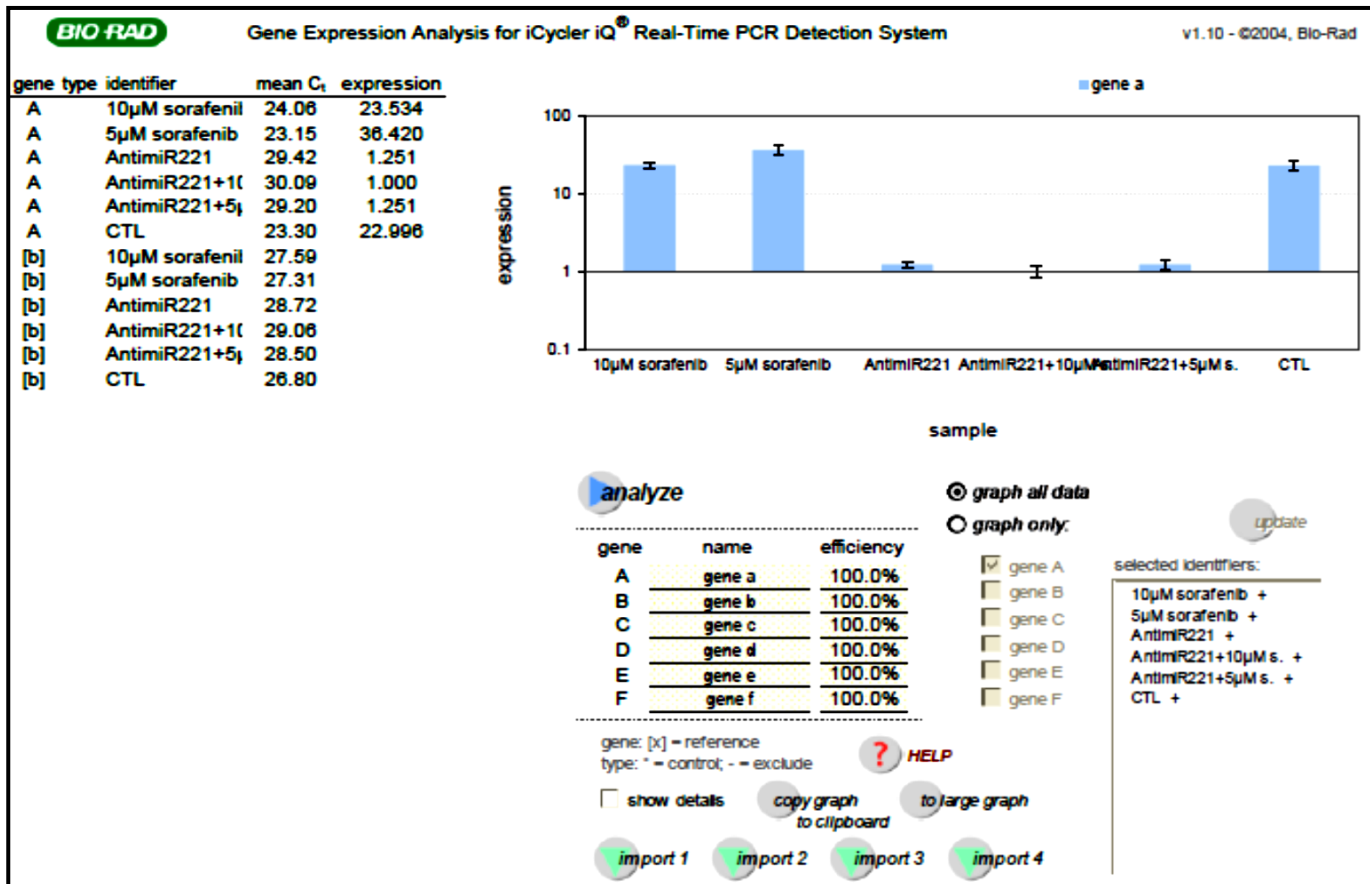 BIO-RAD
Gene Expression Analysis for iCycler iQ® Real-Time PCR Detection System
v1.10 - ©2004, Bio-Rad
gene type identifier mean Ct expression
A 10µM sorafenil 24.06 23.534
A 5µM sorafenib 23.15 36.420
A AntimiR221 29.42 1.251
A AntimiR221+1( 30.09 1.000
A AntimiR221+5µ 29.20 1.251
A CTL 23.30 22.996
[b] 10µM sorafenil 27.59
[b] 5µM sorafenib 27.31
[b] AntimiR221 28.72
[b] AntimiR221+1( 29.06
[b] AntimiR221+5µ 28.50
[b] CTL 26.80
gene a
100
10
1
0.1
expression
10µM sorafenib 5µM sorafenib AntimiR221 AntimiR221+10µM AntimiR221+5µM s. CTL
sample
analyze
gene name efficiency
A gene a 100.0%
B gene b 100.0%
C gene c 100.0%
D gene d 100.0%
E gene e 100.0%
F gene f 100.0%
graph all data
graph only:
update
gene A
gene B
gene C
gene D
gene E
gene F
selected identifiers:
10µM sorafenib +
5µM sorafenib +
AntimiR221 +
AntimiR221+10µM s. +
AntimiR221+5µM s. +
CTL +
gene: [x] = reference
type: * = control; - = exclude
? HELP
show details
copy graph
to clipboard
to large graph
import 1 import 2 import 3 import 4